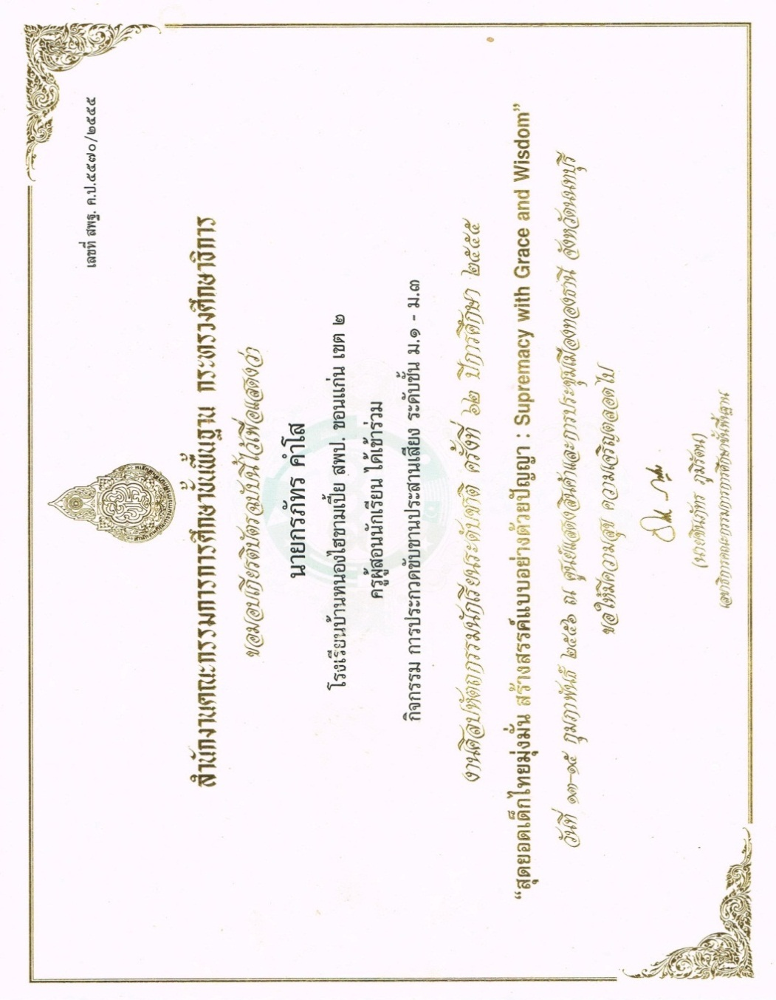 เลขที่ สพฐ. ค.ป.๕๕๗๐/๒๕๕๕
สำนักงานคณะกรรมการการศึกษาขั้นพื้นฐาน กระทรวงศึกษาธิการ
ขอมอบเกียรติบัตรฉบับนี้ไว้เพื่อแสดงว่า
นายกรภัทร คำโส
โรงเรียนบ้านหนองไฮขามเปี้ย สพป. ขอนแก่น เขต ๒
ครูผู้สอนนักเรียน ได้เข้าร่วม
กิจกรรม การประกวดขับขานประสานเสียง ระดับชั้น ม.๑ - ม.๓
งานศิลปหัตถกรรมนักเรียนระดับชาติ ครั้งที่ ๖๒ ปีการศึกษา ๒๕๕๕
“สุดยอดเด็กไทยมุ่งมั่น สร้างสรรค์แบบอย่างด้วยปัญญา : Supremacy with Grace and Wisdom”
วันที่ ๑๓-๑๕ กุมภาพันธ์ ๒๕๕๖ ณ ศูนย์แสดงสินค้าและการประชุมเมืองทองธานี จังหวัดนนทบุรี
ขอให้มีความสุข ความเจริญตลอดไป
(นายชินภัทร ภูมิรัตน)
เลขาธิการคณะกรรมการการศึกษาขั้นพื้นฐาน